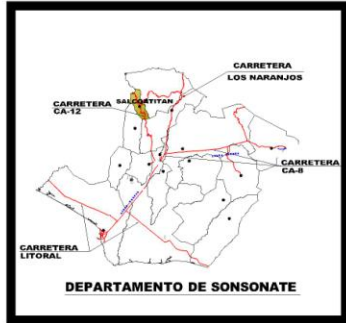 CARRETERA
LOS NARANJOS
SALCOATITAN
CARRETERA
CA-12
CARRETERA
CA-8
CARRETERA
LITORAL
DEPARTAMENTO DE SONSONATE